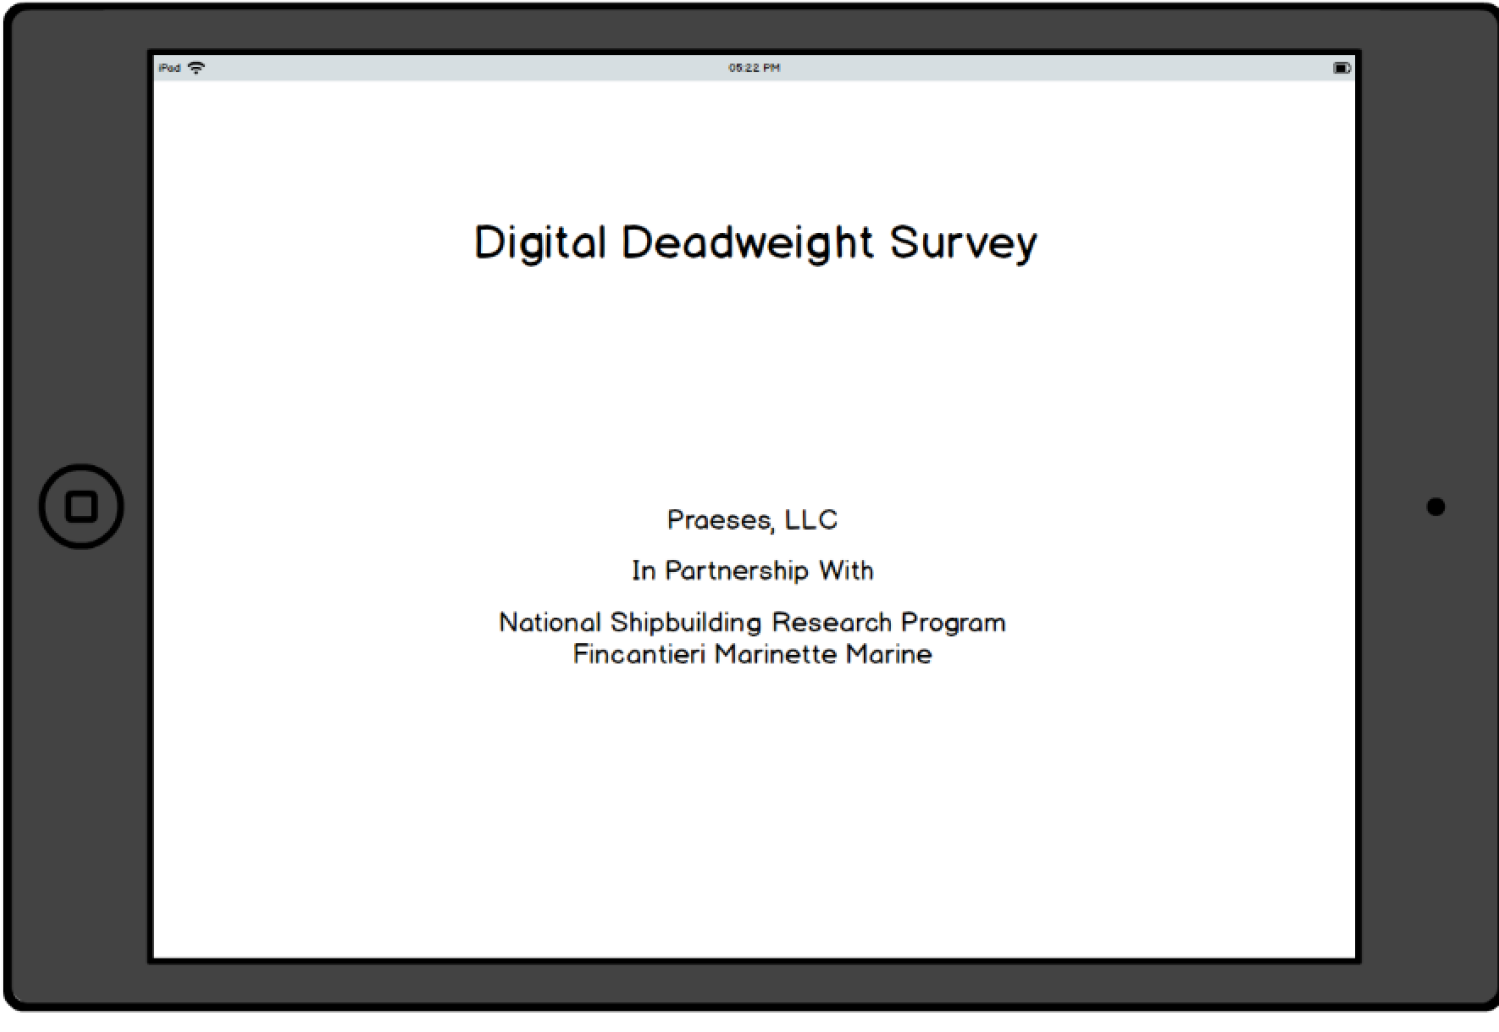 iPad
05:22 PM
Digital Deadweight Survey
Praeses, LLC
In Partnership With
National Shipbuilding Research Program
Fincantieri Marinette Marine